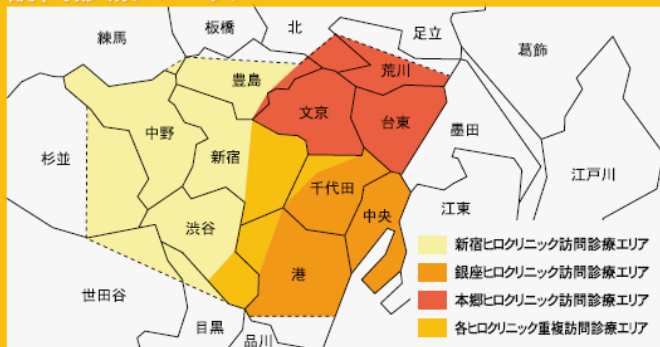 練馬
板橋
北
足立
葛飾
豊島
荒川
文京
台東
墨田
中野
杉並
新宿
千代田
江戸川
中央
江東
渋谷
港
世田谷
目黒
品川
新宿ヒロクリニック訪問診療エリア
銀座ヒロクリニック訪問診療エリア
本郷ヒロクリニック訪問診療エリア
各ヒロクリニック重複訪問診療エリア